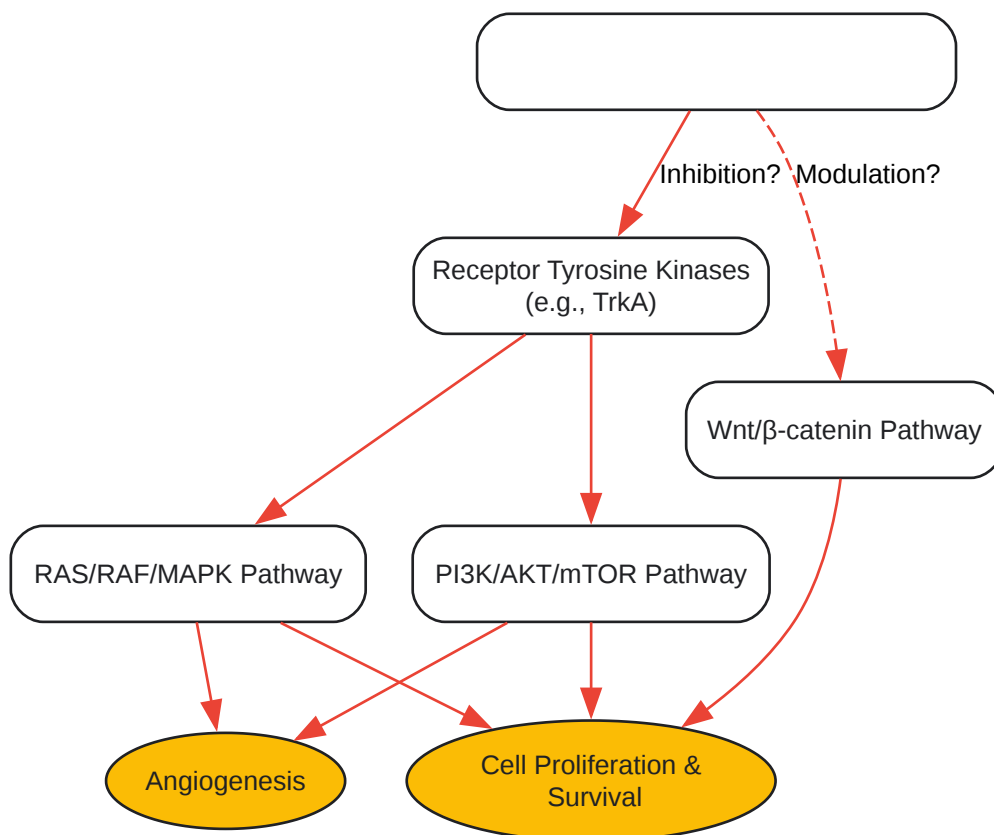 Inhibition?
Modulation?
Receptor Tyrosine Kinases
(e.g., TrkA)
Wnt/β-catenin Pathway
RAS/RAF/MAPK Pathway
PI3K/AKT/mTOR Pathway
Angiogenesis
Cell Proliferation &
Survival